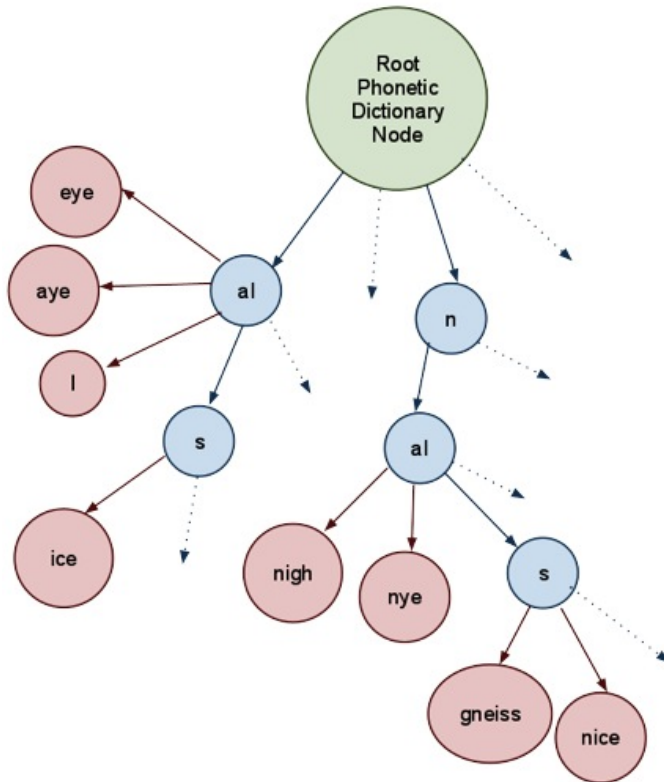 Root
Phonetic
Dictionary
Node
eye
aye
aI
n
I
s
aI
ice
nigh
nye
s
gneiss
nice